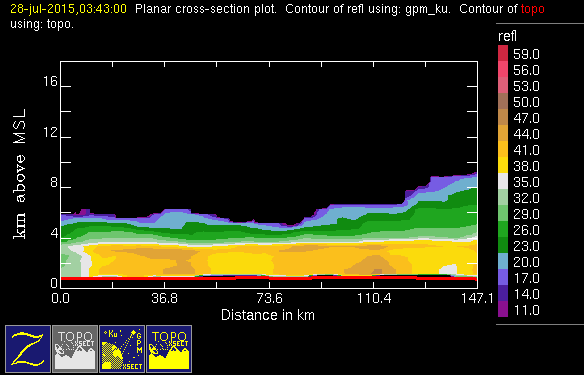 28-jul-2015,03:43:00 Planar cross-section plot. Contour of refl using: gpm_ku. Contour of topo
using: topo.
refl
59.0
56.0
53.0
50.0
47.0
44.0
41.0
38.0
35.0
32.0
29.0
26.0
23.0
20.0
17.0
14.0
11.0
km above MSL
16
12
8
4
0
0.0 36.8 73.6 110.4 147.1
Distance in km
Z
TOPO
XSECT
"Ku"
GPM
XSECT
TOPO
XSECT